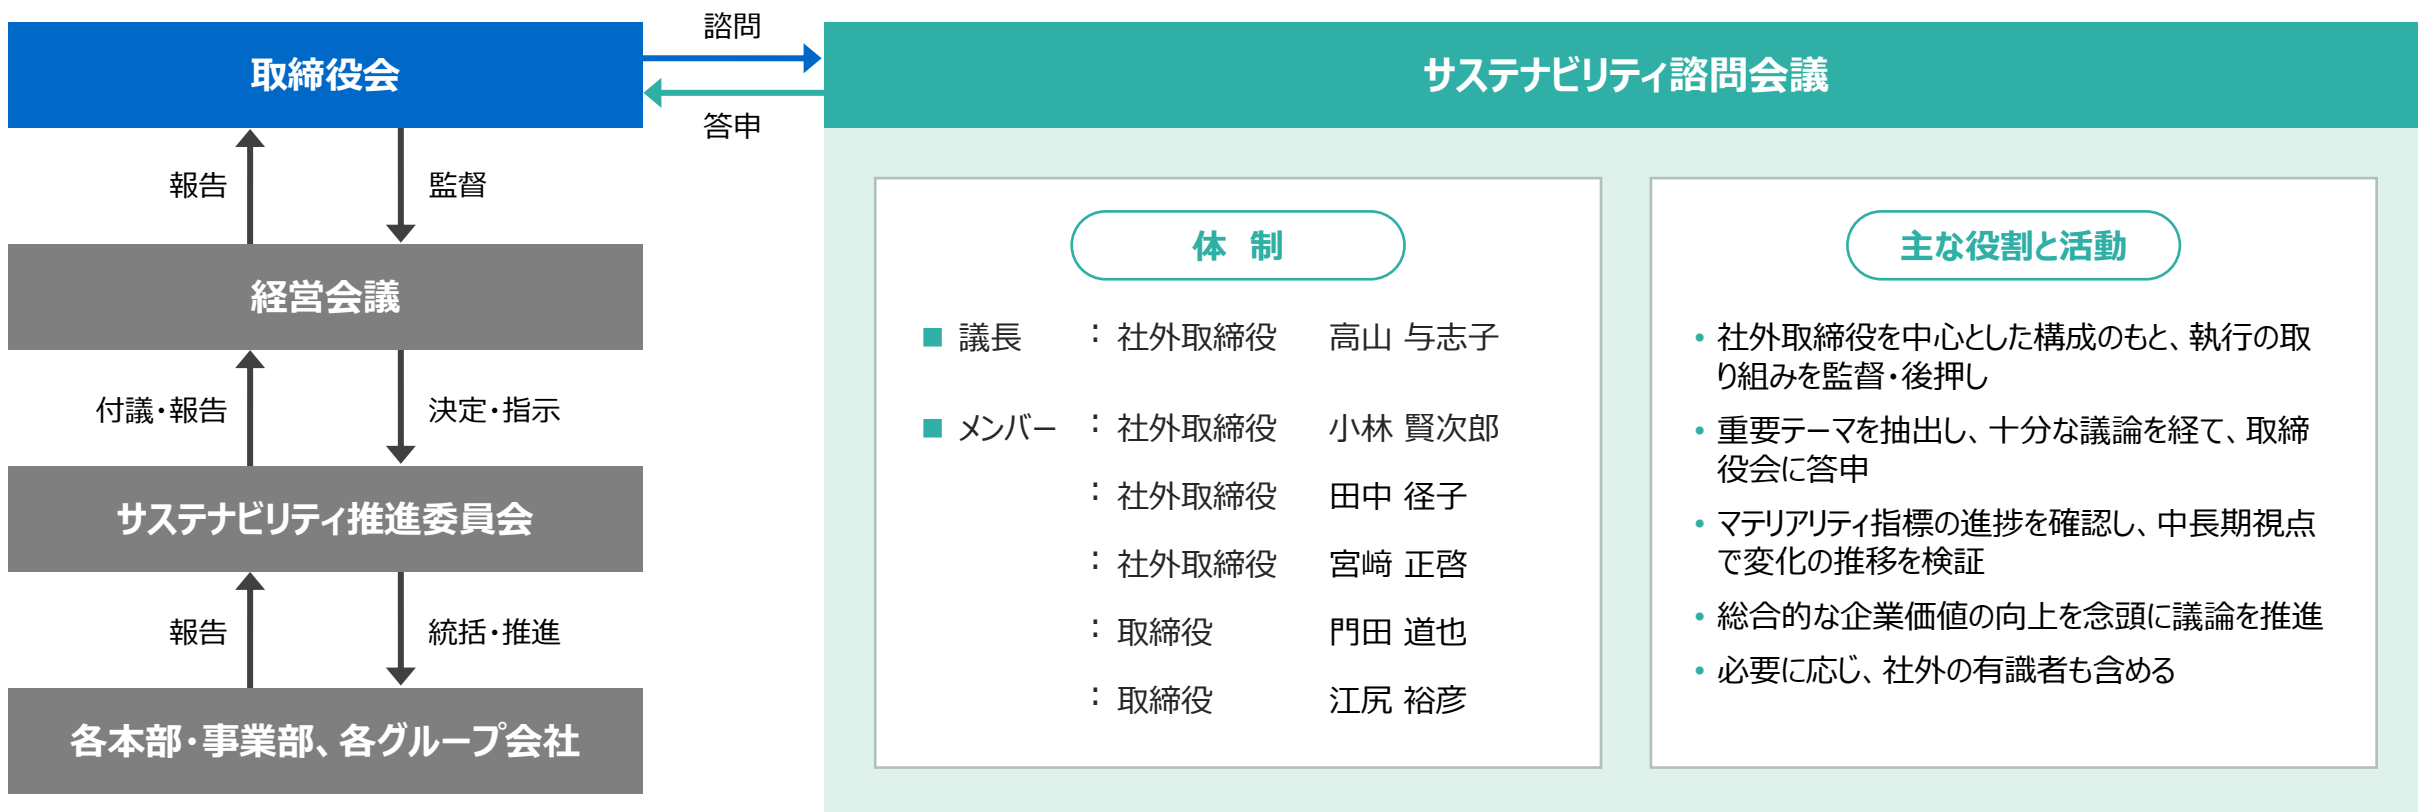 取締役会
諮問
答申
報告
監督
経営会議
付議・報告
決定・指示
サステナビリティ推進委員会
報告
統括・推進
各本部・事業部、各グループ会社
サステナビリティ諮問会議
体 制
■ 議長 : 社外取締役 高山 与志子
■ メンバー : 社外取締役 小林 賢次郎
: 社外取締役 田中 径子
: 社外取締役 宮﨑 正啓
: 取締役 門田 道也
: 取締役 江尻 裕彦
主な役割と活動
• 社外取締役を中心とした構成のもと、執行の取
り組みを監督・後押し
• 重要テーマを抽出し、十分な議論を経て、取締
役会に答申
• マテリアリティ指標の進捗を確認し、中長期視点
で変化の推移を検証
• 総合的な企業価値の向上を念頭に議論を推進
• 必要に応じ、社外の有識者も含める